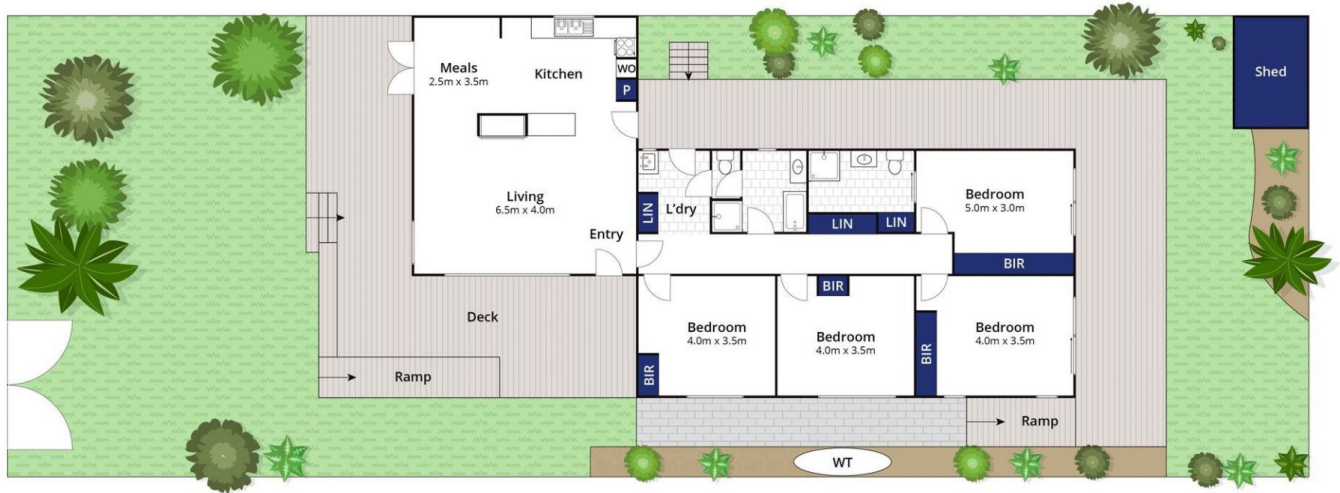 Meals
2.5m x 3.5m
Kitchen
WO
P
Shed
Living
6.5m x 4.0m
Entry
LIN
L'dry
LIN
LIN
Bedroom
5.0m x 3.0m
BIR
Deck
Ramp
Bedroom
4.0m x 3.5m
BIR
BIR
Bedroom
4.0m x 3.5m
BIR
Bedroom
4.0m x 3.5m
Ramp
WT